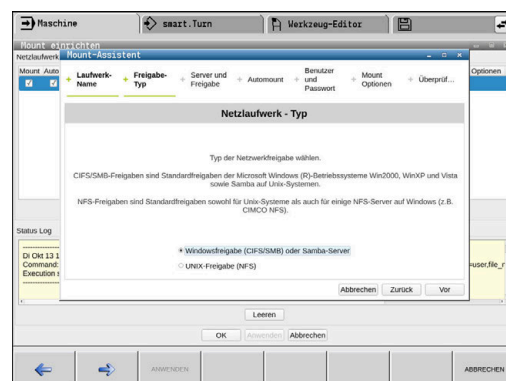 Maschine
smart.Turn
Werkzeug-Editor
Mount einrichten
Netzlaufwerk
Mount-Assistent
Mount Auto
Optionen
Laufwerk-Name
Freigabe-Typ
Server und Freigabe
Automount
Benutzer und Passwort
Mount Optionen
Überprüf...
Netzlaufwerk - Typ
Typ der Netzwerkfreigabe wählen.
CIFS/SMB-Freigaben sind Standardfreigaben der Microsoft Windows (R)-Betriebssysteme Win2000, WinXP und Vista
sowie Samba auf Unix-Systemen.
NFS-Freigaben sind Standardfreigaben sowohl für Unix-Systeme als auch für einige NFS-Server auf Windows (z.B.
CIMCO NFS).
Status Log
Di Okt 13 1
Command:
=user,file_r
Execution s
Windowsfreigabe (CIFS/SMB) oder Samba-Server
UNIX-Freigabe (NFS)
Abbrechen Zurück Vor
Leeren
OK Anwenden Abbrechen
ANWENDEN
ABBRECHEN